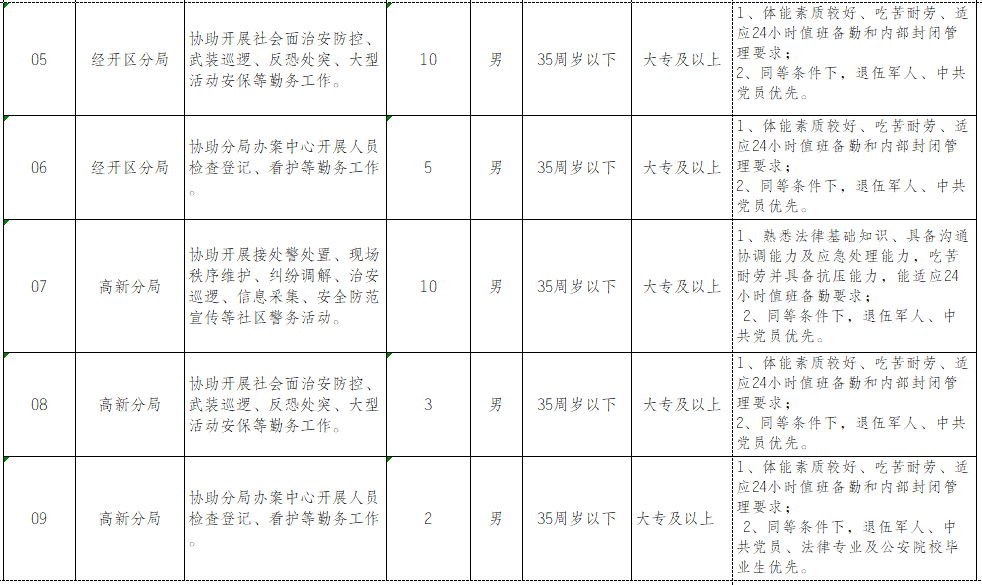 05
经开区分局
协助开展社会面治安防控、
武装巡逻、反恐处突、大型
活动安保等勤务工作。
10
男
35周岁以下
大专及以上
1、体能素质较好、吃苦耐劳、适
应24小时值班备勤和内部封闭管
理要求；
2、同等条件下，退伍军人、中共
党员优先。
06
经开区分局
协助分局办案中心开展人员
检查登记、看护等勤务工作
。
5
男
35周岁以下
大专及以上
1、体能素质较好、吃苦耐劳、适
应24小时值班备勤和内部封闭管
理要求；
2、同等条件下，退伍军人、中共
党员优先。
07
高新分局
协助开展接处警处置、现场
秩序维护、纠纷调解、治安
巡逻、信息采集、安全防范
宣传等社区警务活动。
10
男
35周岁以下
大专及以上
1、熟悉法律基础知识、具备沟通
协调能力及应急处理能力，吃苦
耐劳并具备抗压能力，能适应24
小时值班备勤要求；
2、同等条件下，退伍军人、中
共党员优先。
08
高新分局
协助开展社会面治安防控、
武装巡逻、反恐处突、大型
活动安保等勤务工作。
3
男
35周岁以下
大专及以上
1、体能素质较好、吃苦耐劳、适
应24小时值班备勤和内部封闭管
理要求；
2、同等条件下，退伍军人、中共
党员优先。
09
高新分局
协助分局办案中心开展人员
检查登记、看护等勤务工作
。
2
男
35周岁以下
大专及以上
1、体能素质较好、吃苦耐劳、适
应24小时值班备勤和内部封闭管
理要求；
2、同等条件下，退伍军人、中
共党员、法律专业及公安院校毕
业生优先。